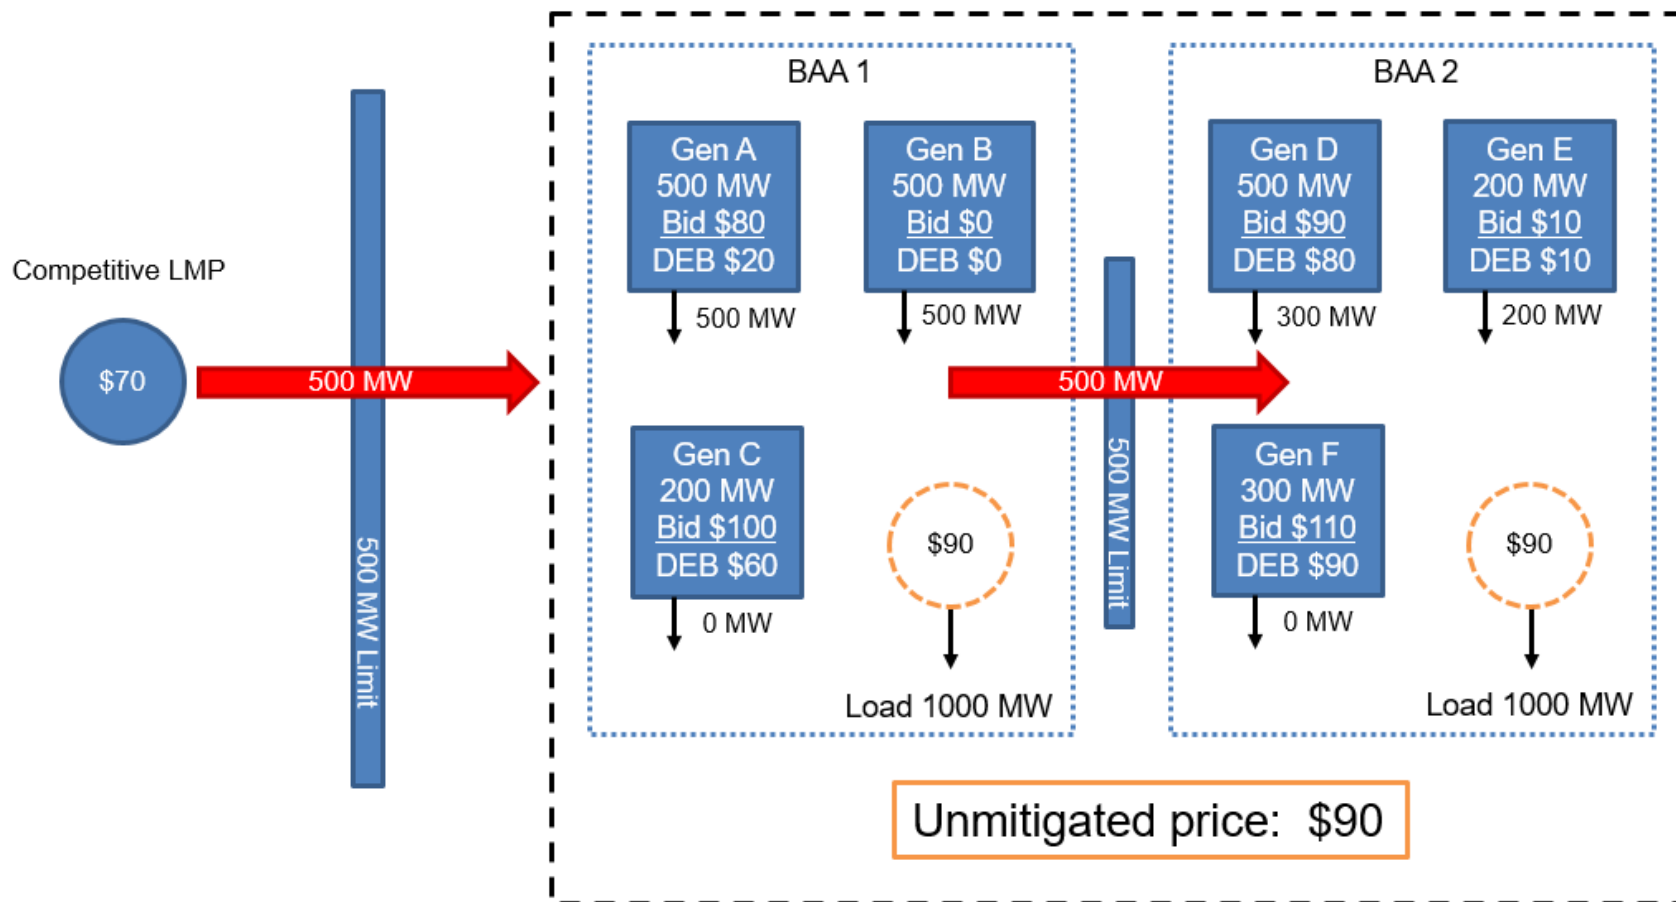 Competitive LMP
$70
500 MW
500 MW Limit
BAA 1
Gen A
500 MW
Bid $80
DEB $20
500 MW
Gen B
500 MW
Bid $0
DEB $0
500 MW
Gen C
200 MW
Bid $100
DEB $60
0 MW
$90
Load 1000 MW
500 MW
500 MW Limit
BAA 2
Gen D
500 MW
Bid $90
DEB $80
300 MW
Gen E
200 MW
Bid $10
DEB $10
200 MW
Gen F
300 MW
Bid $110
DEB $90
0 MW
$90
Load 1000 MW
Unmitigated price: $90